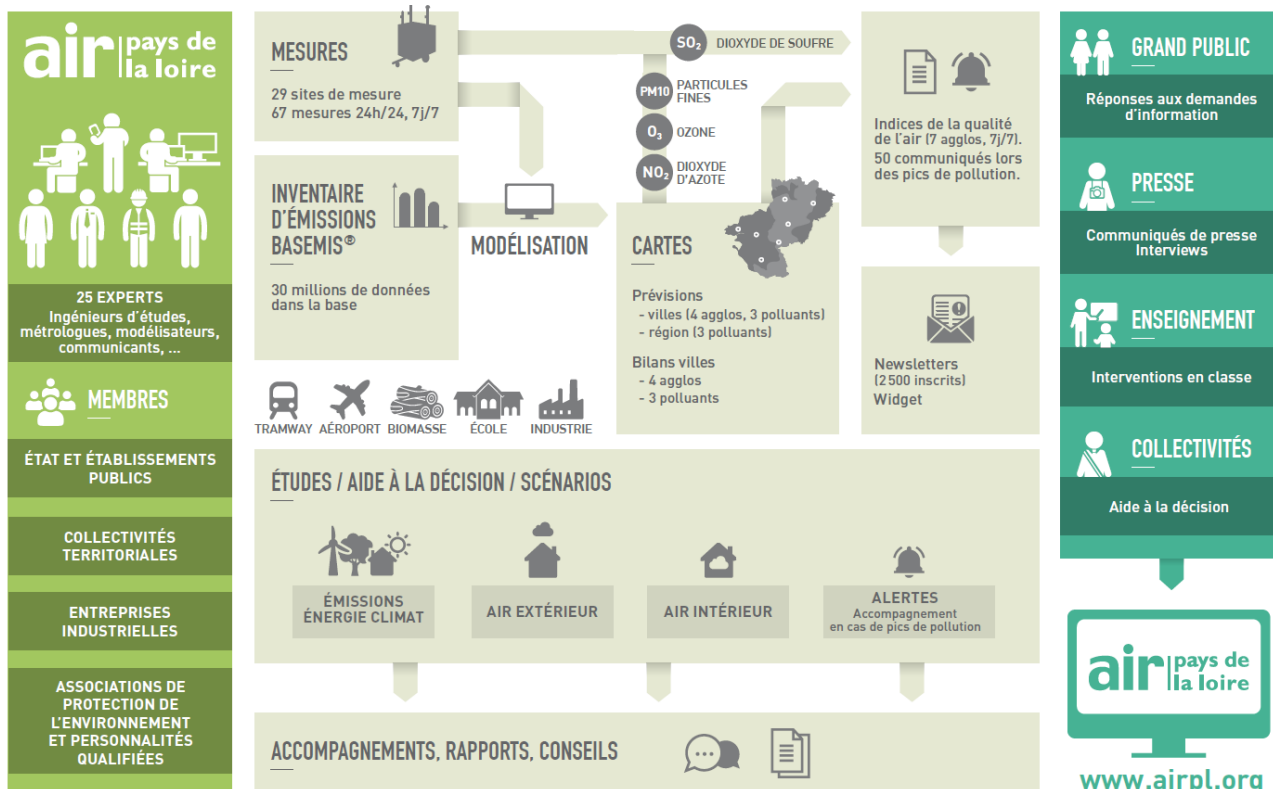 air pays de
la loire
25 EXPERTS
Ingénieurs d'études,
métrologues, modélisateurs,
communicants, ...
MEMBRES
ÉTAT ET ÉTABLISSEMENTS
PUBLICS
COLLECTIVITÉS
TERRITORIALES
ENTREPRISES
INDUSTRIELLES
ASSOCIATIONS DE
PROTECTION DE
L'ENVIRONNEMENT
ET PERSONNALITÉS
QUALIFIÉES
MESURES
29 sites de mesure
67 mesures 24h/24, 7j/7
INVENTAIRE
D'ÉMISSIONS
BASEMIS®
30 millions de données
dans la base
MODÉLISATION
SO₂ DIOXYDE DE SOUFRE
PM10 PARTICULES
FINES
O₃ OZONE
NO₂ DIOXYDE
D'AZOTE
CARTES
Prévisions
- villes (4 agglos, 3 polluants)
- région (3 polluants)
Bilans villes
- 4 agglos
- 3 polluants
Indices de la qualité
de l'air (7 agglos, 7j/7).
50 communiqués lors
des pics de pollution.
Newsletters
(2500 inscrits)
Widget
TRAMWAY AÉROPORT BIOMASSE ÉCOLE INDUSTRIE
ÉTUDES / AIDE À LA DÉCISION / SCÉNARIOS
ÉMISSIONS
ÉNERGIE CLIMAT
AIR EXTÉRIEUR
AIR INTÉRIEUR
ALERTES
Accompagnement
en cas de pics de pollution
ACCOMPAGNEMENTS, RAPPORTS, CONSEILS
GRAND PUBLIC
Réponses aux demandes
d'information
PRESSE
Communiqués de presse
Interviews
ENSEIGNEMENT
Interventions en classe
COLLECTIVITÉS
Aide à la décision
air pays de
la loire
www.airpl.org